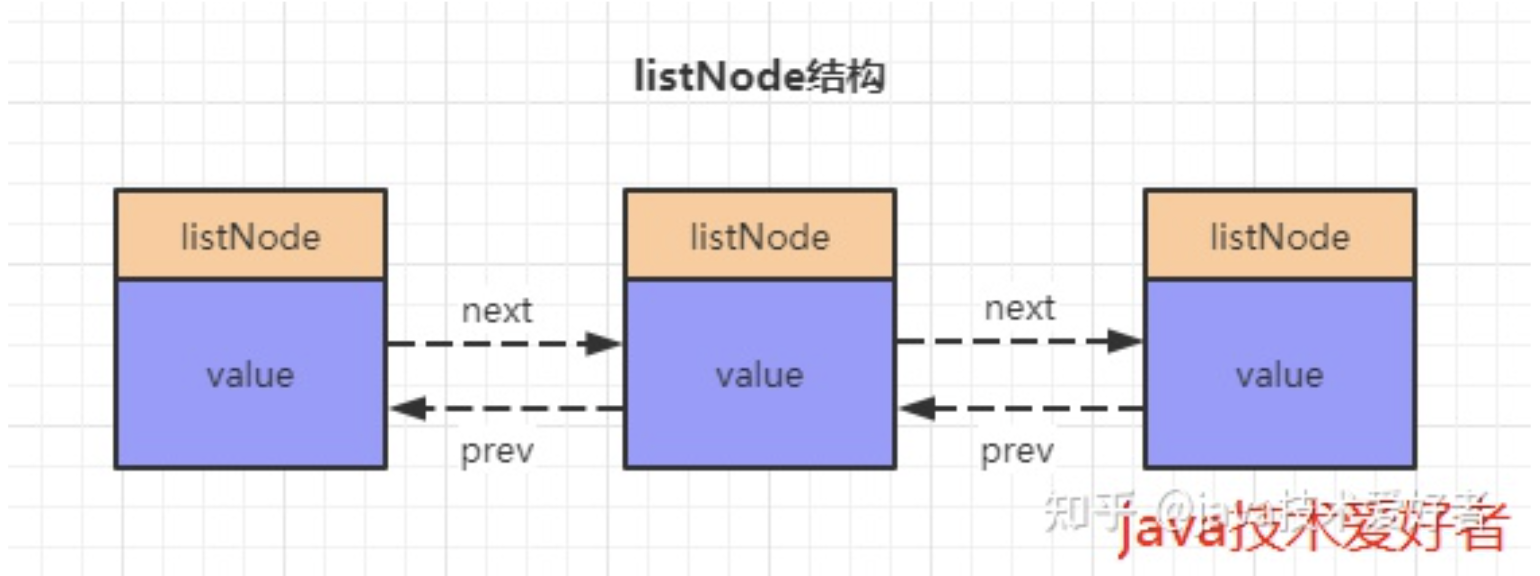 listNode结构
listNode
listNode
listNode
next
next
value
value
value
prev
prev
知乎 @java技术爱好者
java技术爱好者